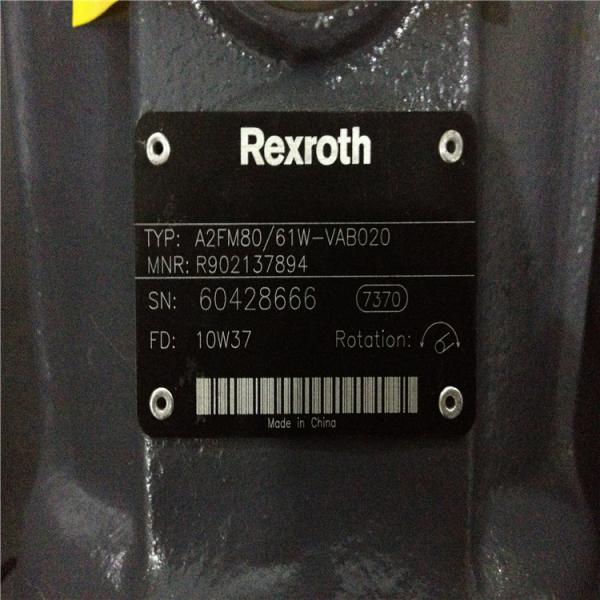 Rexroth
TYP: A2FM80/61W-VAB020
MNR: R902137894
SN: 60428666 7370
FD: 10W37 Rotation:
Made in China